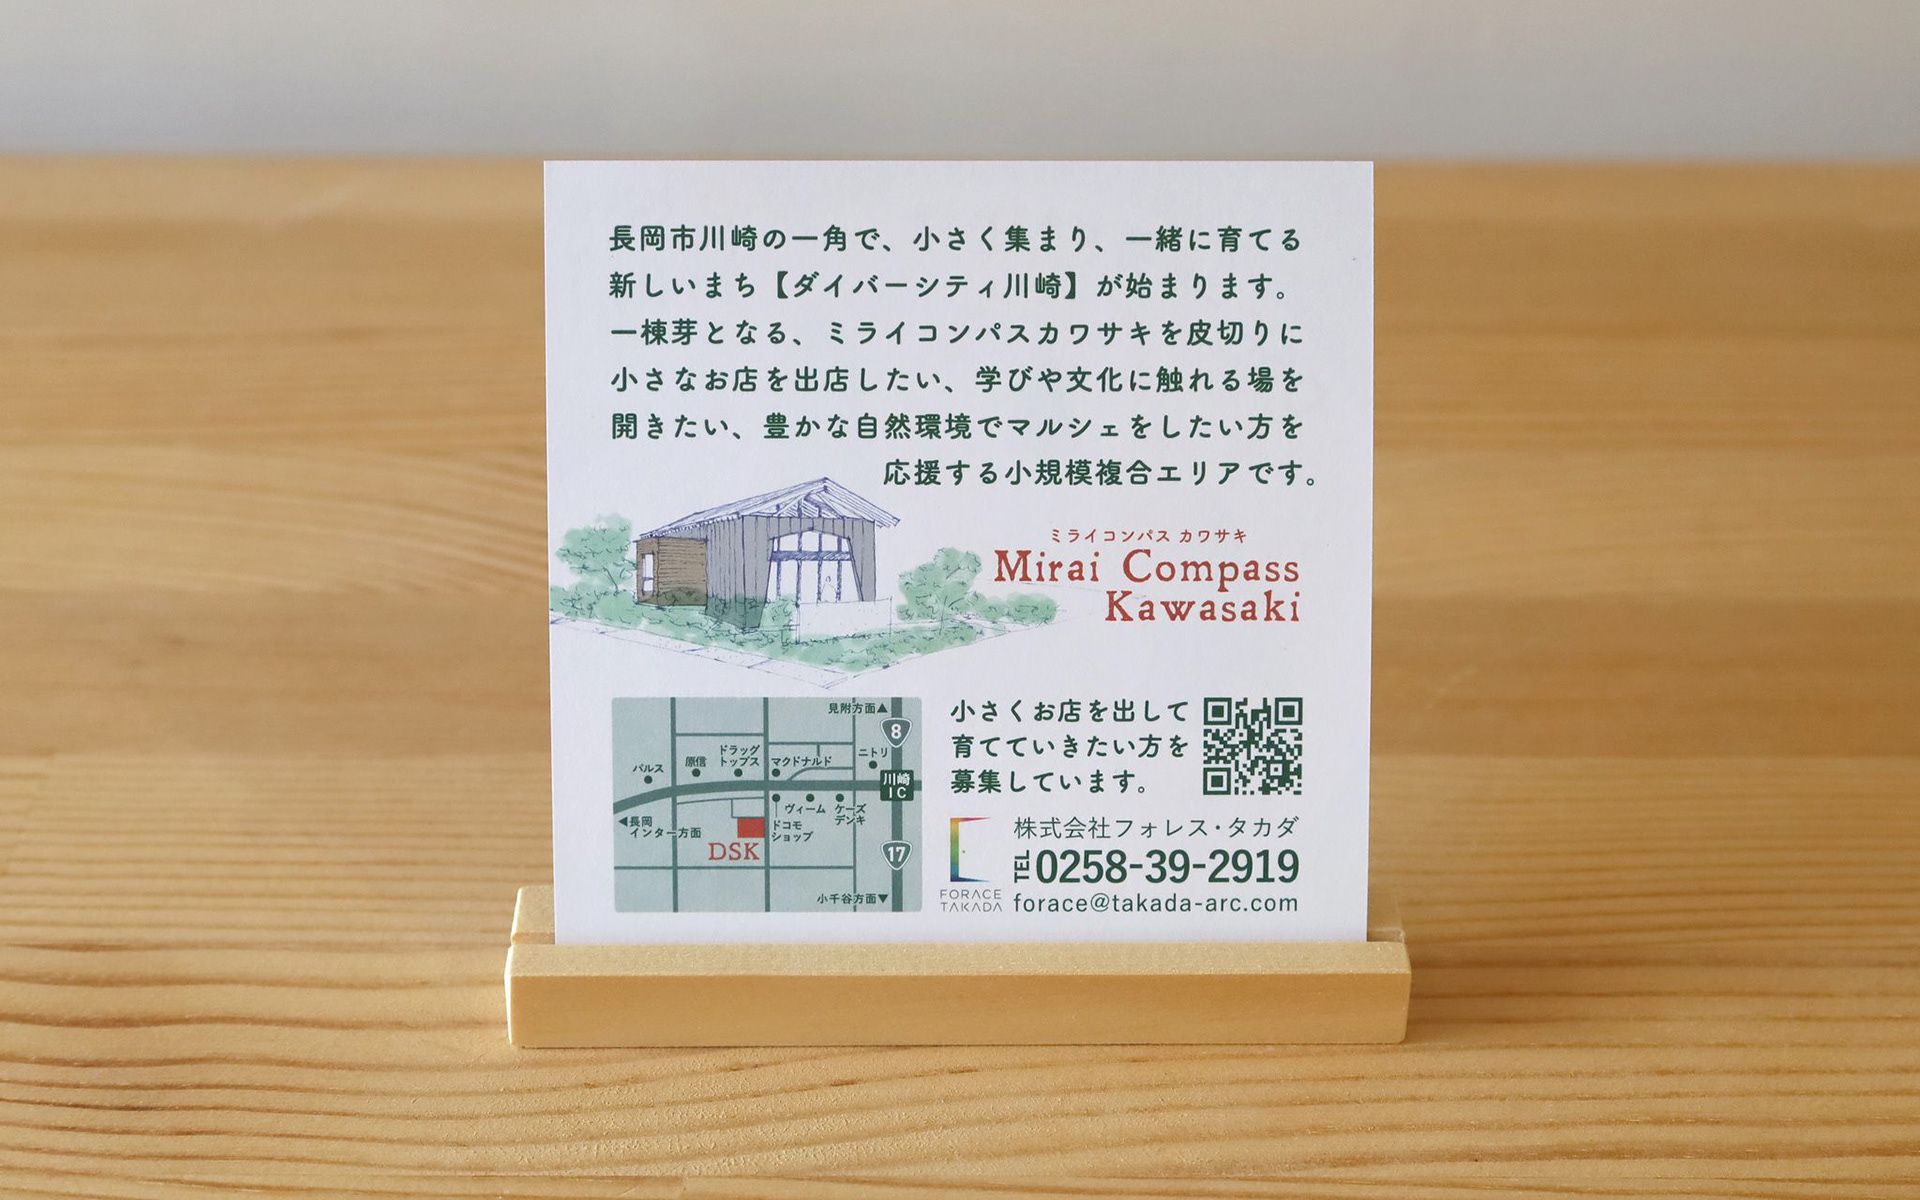 長岡市川崎の一角で、小さく集まり、一緒に育てる
新しいまち【ダイバーシティ川崎】が始まります。
一棟芽となる、ミライコンパスカワサキを皮切りに
小さなお店を出店したい、学びや文化に触れる場を
開きたい、豊かな自然環境でマルシェをしたい方を
応援する小規模複合エリアです。
ミライコンパス カワサキ
Mirai Compass
Kawasaki
見附方面▲
8
ニトリ
ドラッグ
トップス
マクドナルド
原信
パルス
川崎
IC
ヴィーム
ケーズ
デンキ
◀長岡
インター方面
ドコモ
ショップ
DSK
17
小千谷方面▼
小さくお店を出して
育てていきたい方を
募集しています。
株式会社フォレス・タカダ
TEL 0258-39-2919
forace@takada-arc.com
FORACE
TAKADA